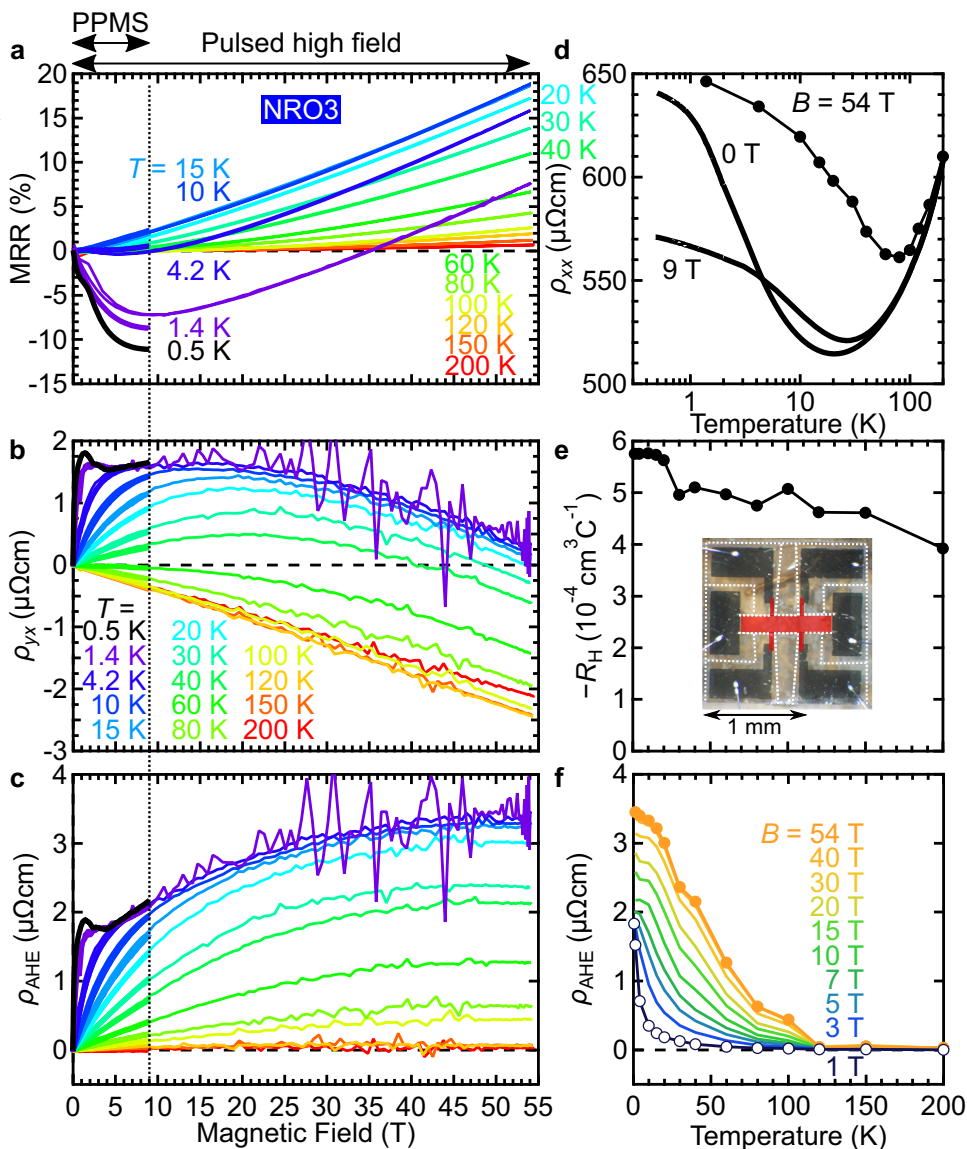 PPMS
Pulsed high field
a
20
15
10
5
0
-5
-10
-15
MRR (%)
NRO3
T = 15 K
10 K
4.2 K
1.4 K
0.5 K
20 K
30 K
40 K
60 K
80 K
100 K
120 K
150 K
200 K
b
2
1
0
-1
-2
-3
ρyx (μΩcm)
T =
0.5 K
1.4 K
4.2 K
10 K
15 K
20 K
30 K
40 K
60 K
80 K
100 K
120 K
150 K
200 K
c
4
3
2
1
0
ρAHE (μΩcm)
0 5 10 15 20 25 30 35 40 45 50 55
Magnetic Field (T)
d
650
600
550
500
ρxx (μΩcm)
B = 54 T
0 T
9 T
1 10 100
Temperature (K)
e
6
5
4
3
2
1
0
−RH (10⁻⁴ cm³C⁻¹)
1 mm
f
4
3
2
1
0
ρAHE (μΩcm)
B = 54 T
40 T
30 T
20 T
15 T
10 T
7 T
5 T
3 T
1 T
0 50 100 150 200
Temperature (K)